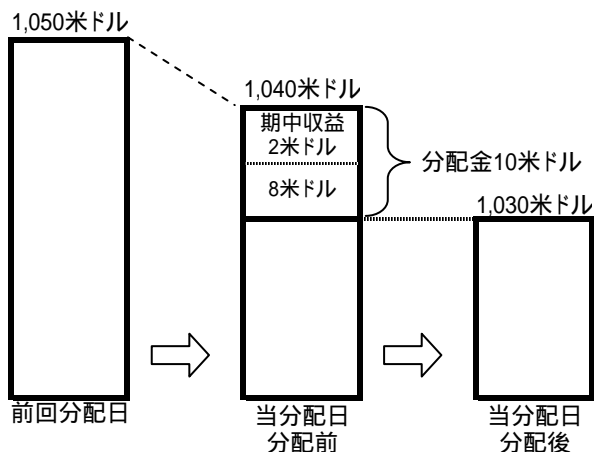 1,050米ドル
1,040米ドル
期中収益
2米ドル
8米ドル
分配金10米ドル
1,030米ドル
前回分配日
当分配日
分配前
当分配日
分配後